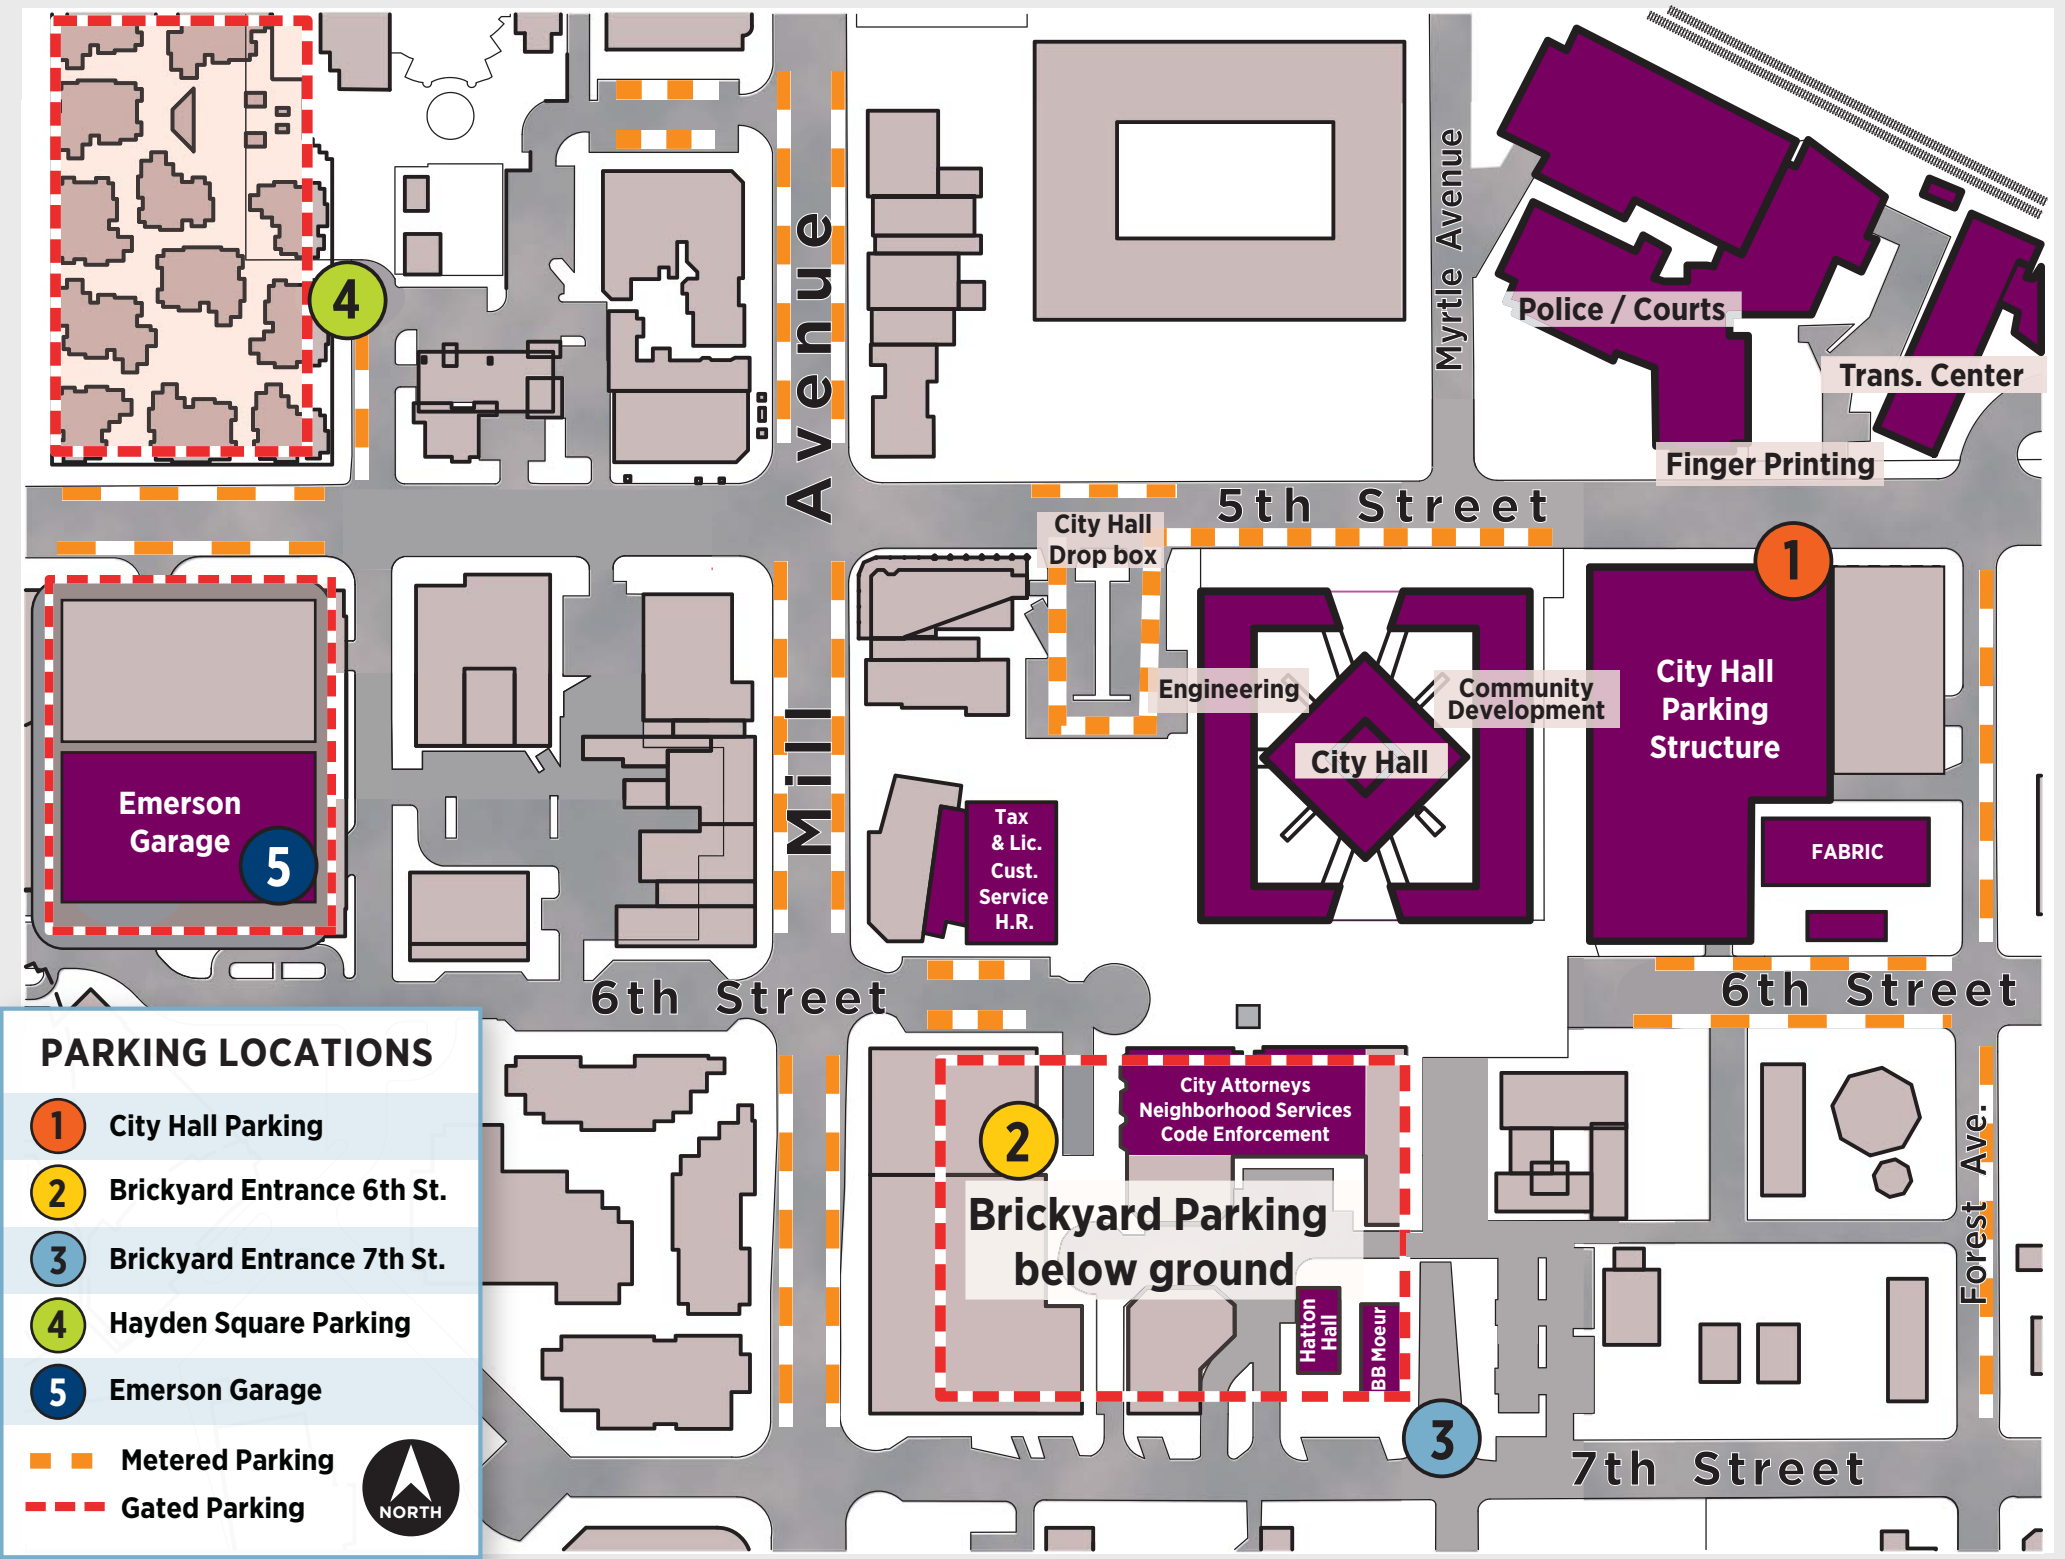 Myrtle Avenue
Police / Courts
Trans. Center
Finger Printing
4
Mill Avenue
5th Street
City Hall
Drop box
1
Engineering
Community
Development
City Hall
City Hall
Parking
Structure
Emerson
Garage
5
Tax
& Lic.
Cust.
Service
H.R.
FABRIC
6th Street
6th Street
City Attorneys
Neighborhood Services
Code Enforcement
2
Brickyard Parking
below ground
Hatton
Hall
BB Moeur
Forest Ave.
3
7th Street
PARKING LOCATIONS
1 City Hall Parking
2 Brickyard Entrance 6th St.
3 Brickyard Entrance 7th St.
4 Hayden Square Parking
5 Emerson Garage
Metered Parking
Gated Parking
NORTH